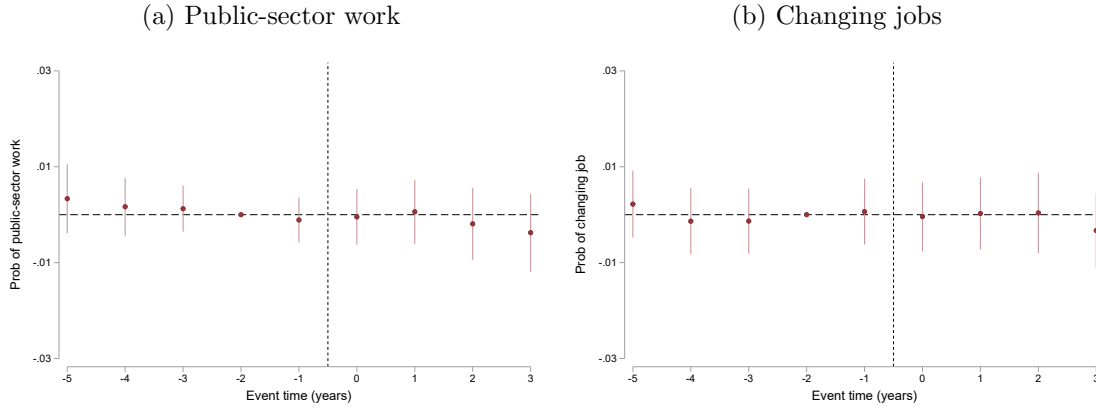 (a) Public-sector work
.03
.01
-.01
-.03
Prob of public-sector work
-5 -4 -3 -2 -1 0 1 2 3
Event time (years)
(b) Changing jobs
.03
.01
-.01
-.03
Prob of changing job
-5 -4 -3 -2 -1 0 1 2 3
Event time (years)